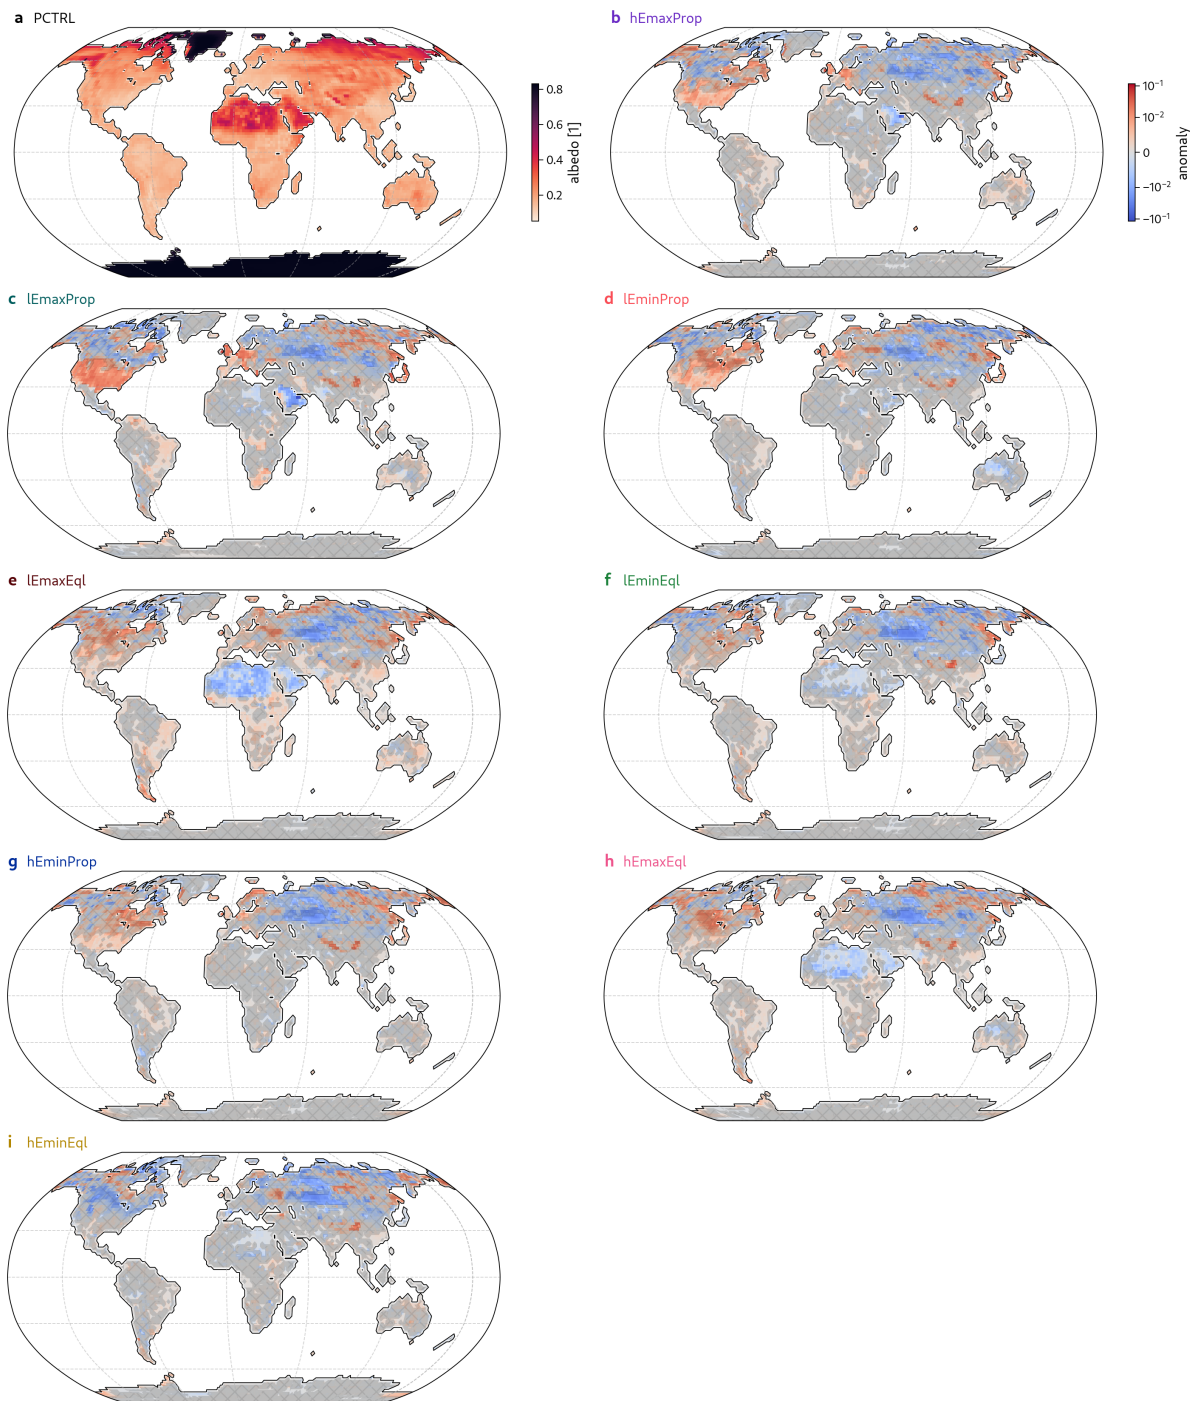 a PCTRL
0.8
0.6
0.4
0.2
albedo [1]
b hEmaxProp
10⁻¹
10⁻²
0
−10⁻²
−10⁻¹
anomaly
c lEmaxProp
d lEminProp
e lEmaxEql
f lEminEql
g hEminProp
h hEmaxEql
i hEminEql